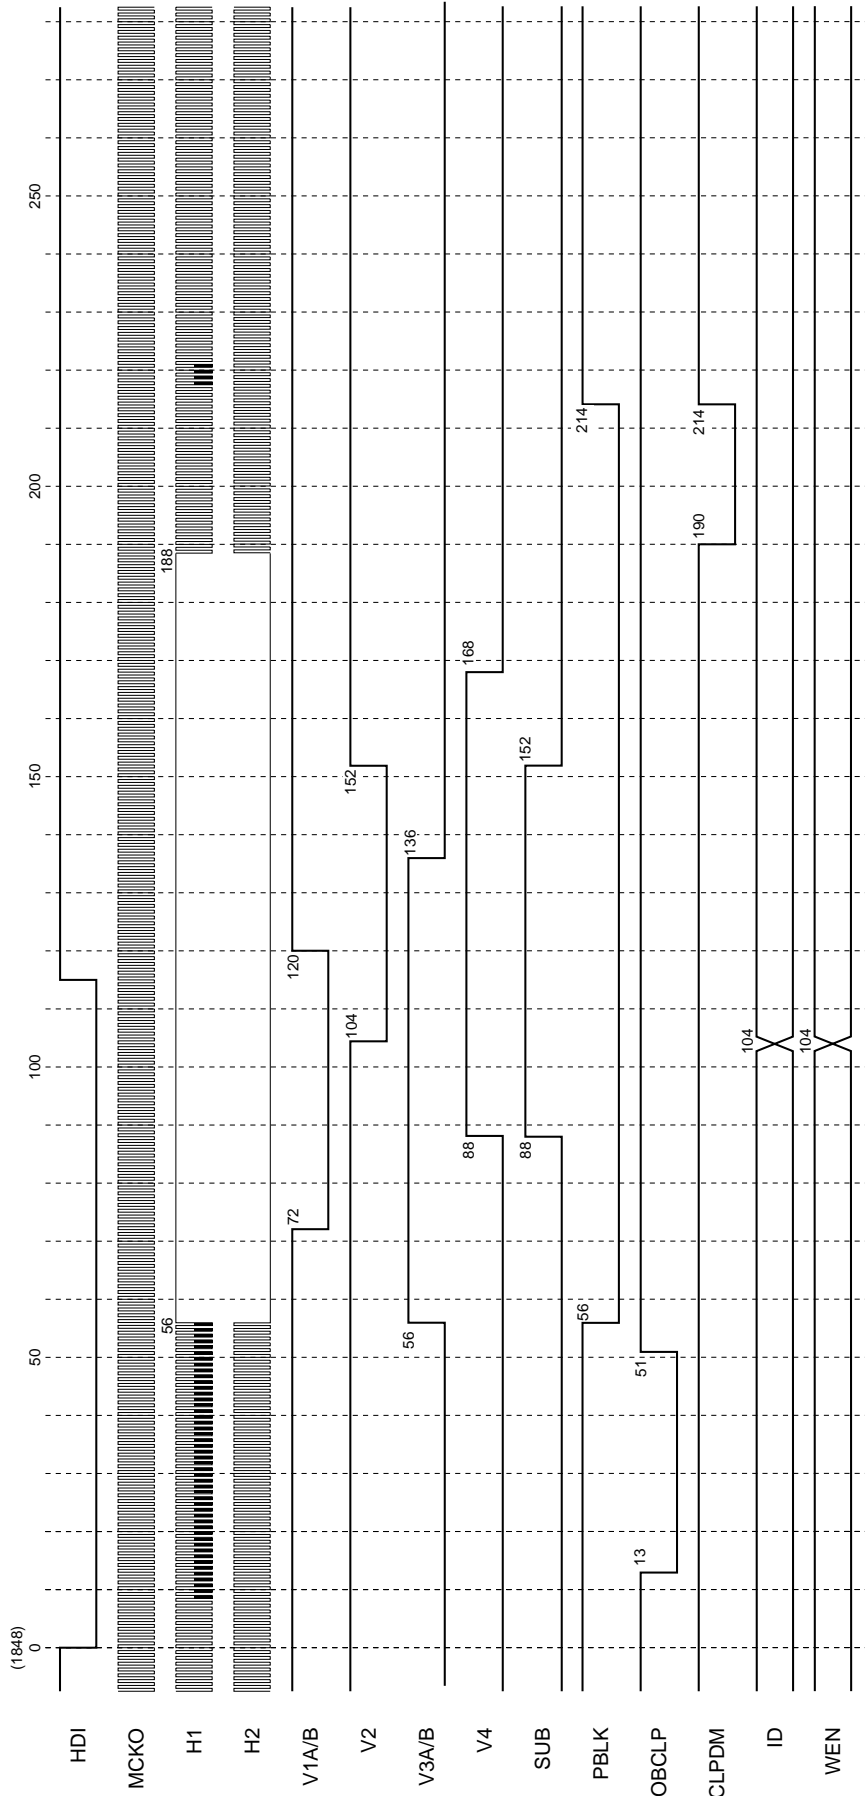 (1848)
0 50 100 150 200 250
HDI
MCKO
H1 56 188
H2
V1A/B 72 120
V2 104 152
V3A/B 56 136
V4 88 168
SUB 88 152
PBLK 56 214
OBCLP 13 51
CLPDM 190 214
ID 104
WEN 104